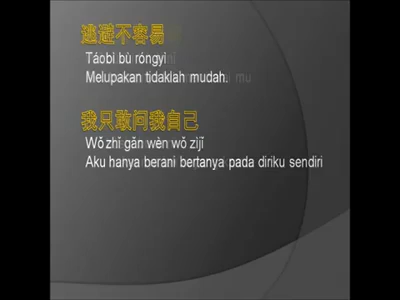 逃避不容易
Táobì bù róngyì
Melupakan tidaklah mudah.
我只敢问我自己
Wǒ zhǐ gǎn wèn wǒ zìjǐ
Aku hanya berani bertanya pada diriku sendiri